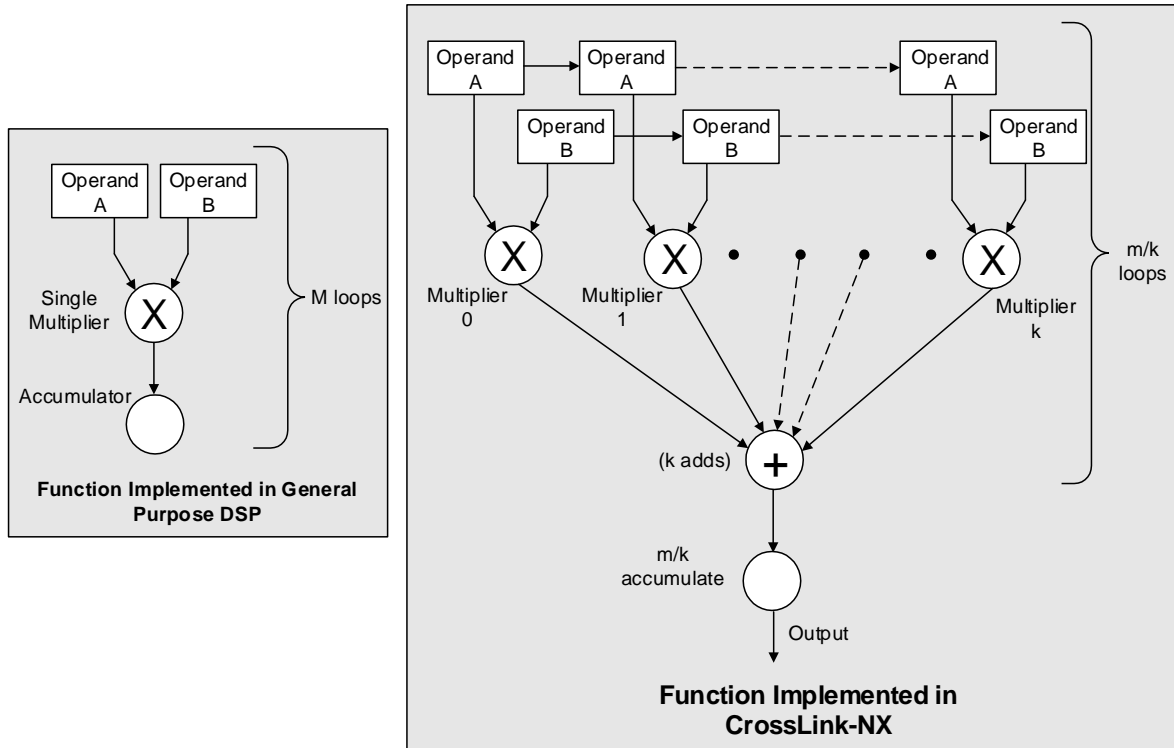 Operand
A
Operand
B
Single
Multiplier
X
M loops
Accumulator
Function Implemented in General
Purpose DSP
Operand
A
Operand
A
Operand
A
Operand
B
Operand
B
Operand
B
X
X
X
m/k
loops
Multiplier
0
Multiplier
1
Multiplier
k
(k adds)
+
m/k
accumulate
Output
Function Implemented in
CrossLink-NX